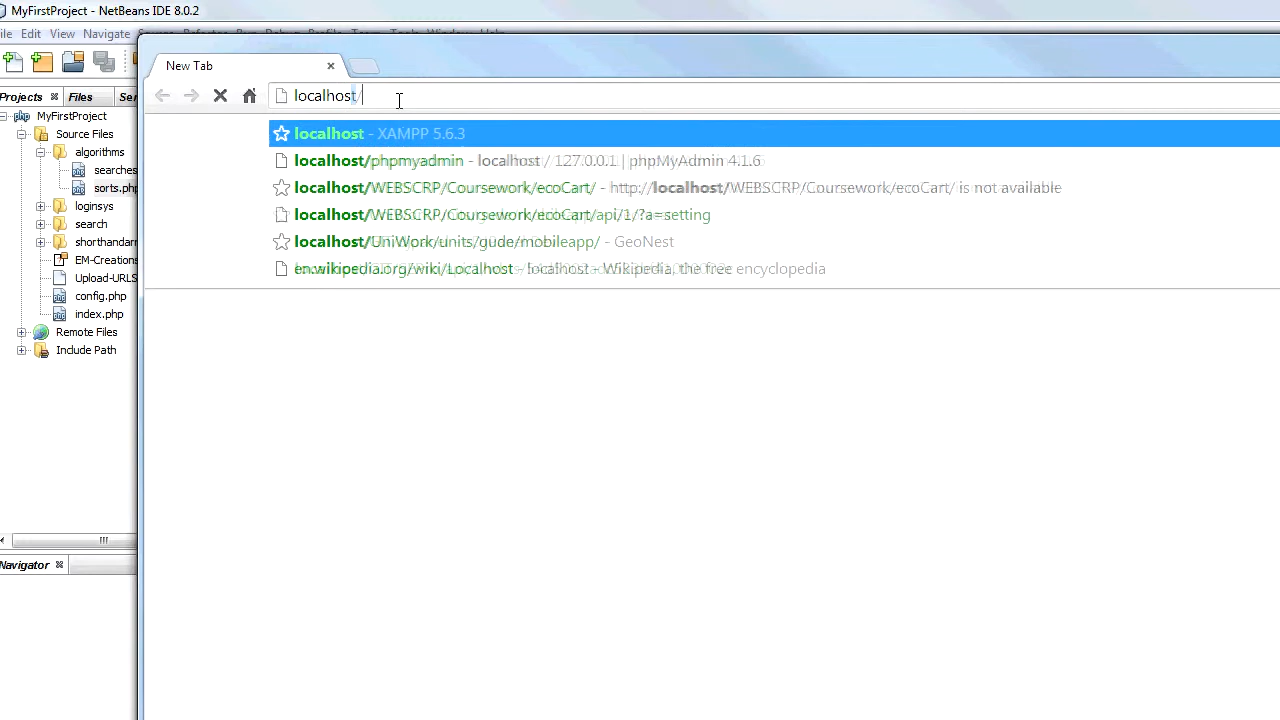 MyFirstProject - NetBeans IDE 8.0.2
ile Edit View Navigate
New Tab
Projects Files Ser
localhost/
MyFirstProject
Source Files
algorithms
searches
sorts.php
loginsys
search
shorthandarr
EM-Creations
Upload-URLS
config.php
index.php
Remote Files
Include Path
Navigator
localhost - XAMPP 5.6.3
localhost/phpmyadmin - localhost / 127.0.0.1 | phpMyAdmin 4.1.6
localhost/WEBSCRP/Coursework/ecoCart/ - http://localhost/WEBSCRP/Coursework/ecoCart/ is not available
localhost/WEBSCRP/Coursework/ecoCart/api/1/?a=setting
localhost/UniWork/units/gude/mobileapp/ - GeoNest
en.wikipedia.org/wiki/Localhost - localhost - Wikipedia, the free encyclopedia